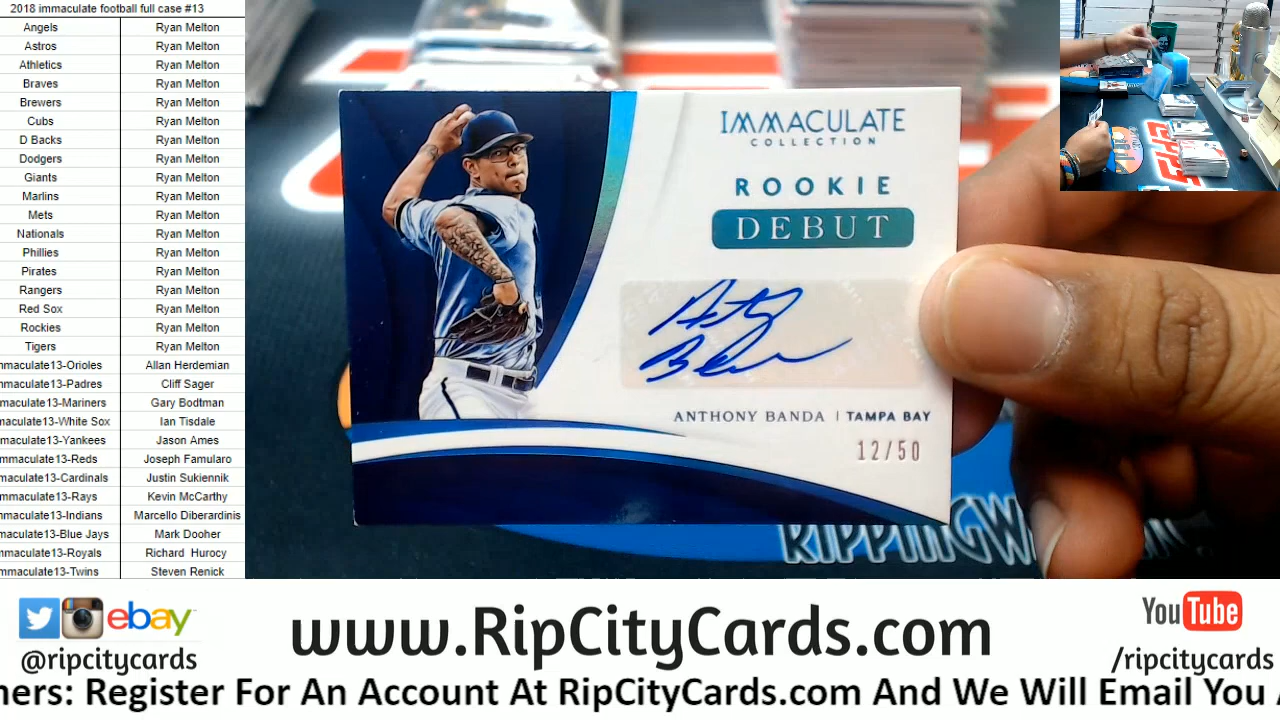 2018 immaculate football full case #13
Angels Ryan Melton
Astros Ryan Melton
Athletics Ryan Melton
Braves Ryan Melton
Brewers Ryan Melton
Cubs Ryan Melton
D Backs Ryan Melton
Dodgers Ryan Melton
Giants Ryan Melton
Marlins Ryan Melton
Mets Ryan Melton
Nationals Ryan Melton
Phillies Ryan Melton
Pirates Ryan Melton
Rangers Ryan Melton
Red Sox Ryan Melton
Rockies Ryan Melton
Tigers Ryan Melton
mmaculate13-Orioles Allan Herdemian
mmaculate13-Padres Cliff Sager
mmaculate13-Mariners Gary Bodtman
mmaculate13-White Sox Ian Tisdale
mmaculate13-Yankees Jason Ames
mmaculate13-Reds Joseph Famularo
mmaculate13-Cardinals Justin Sukiennik
mmaculate13-Rays Kevin McCarthy
mmaculate13-Indians Marcello Diberardinis
maculate13-Blue Jays Mark Dooher
mmaculate13-Royals Richard Hurocy
mmaculate13-Twins Steven Renick
IMMACULATE
COLLECTION
ROOKIE
DEBUT
ANTHONY BANDA | TAMPA BAY
12/50
RIPPINGW
ebay
@ripcitycards
www.RipCityCards.com
YouTube
/ripcitycards
ners: Register For An Account At RipCityCards.com And We Will Email You